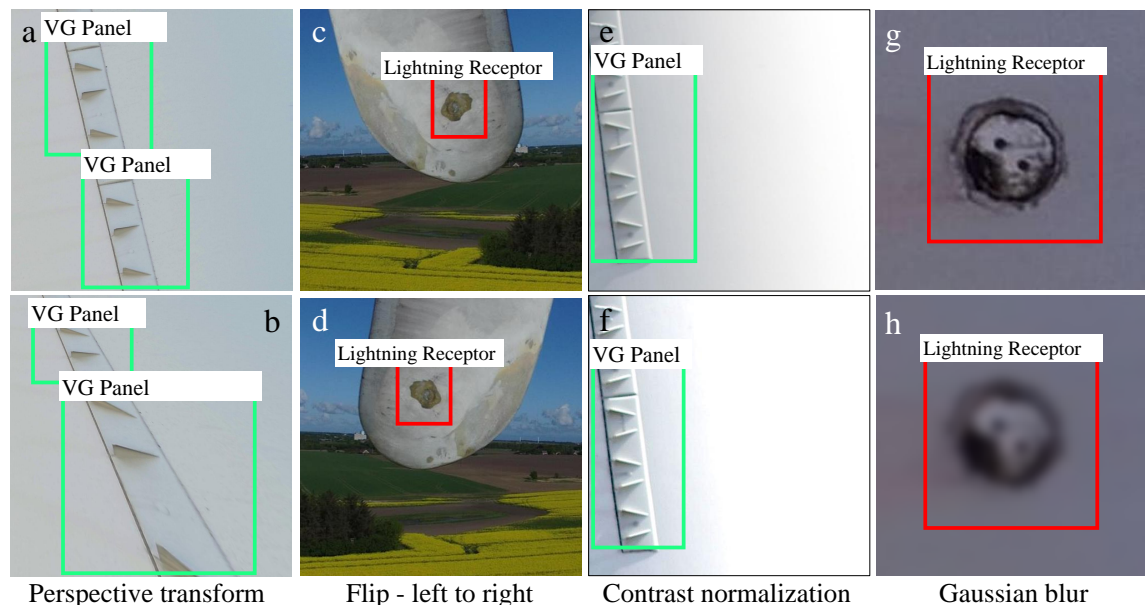 a
VG Panel
VG Panel
c
Lightning Receptor
e
VG Panel
g
Lightning Receptor
b
VG Panel
VG Panel
d
Lightning Receptor
f
VG Panel
h
Lightning Receptor
Perspective transform
Flip - left to right
Contrast normalization
Gaussian blur